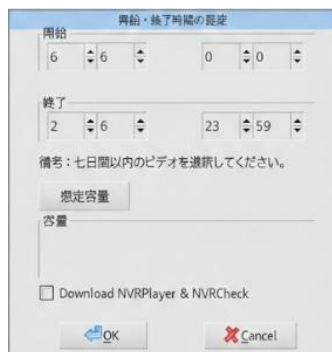 開始・終了時間の設定
開始
6 6 0 0
終了
2 6 23 59
備考：七日間以内のビデオを選択してください。
想定容量
容量
Download NVRPlayer & NVRCheck
OK Cancel